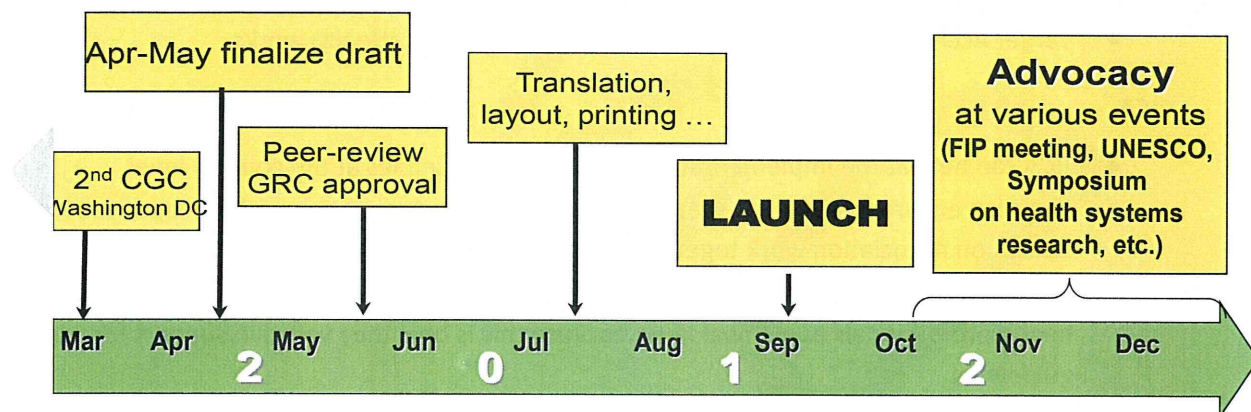 Apr-May finalize draft
Translation,
layout, printing ...
Advocacy
at various events
(FIP meeting, UNESCO,
Symposium
on health systems
research, etc.)
Peer-review
GRC approval
2nd CGC
Washington DC
LAUNCH
Mar Apr May Jun Jul Aug Sep Oct Nov Dec
2 0 1 2